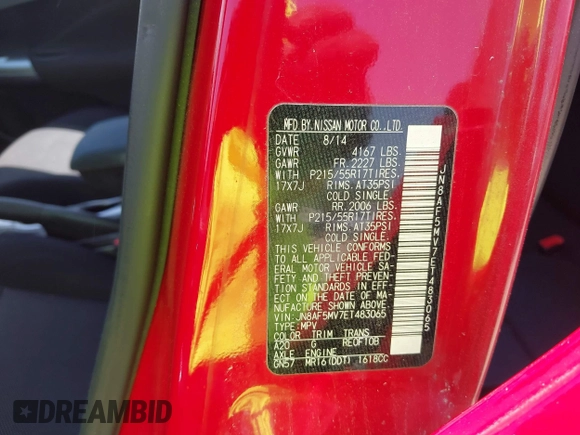 MFD BY NISSAN MOTOR CO., LTD
DATE 8/14
GVWR 4167 LBS.
GAWR FR. 2227 LBS.
WITH P215/55R17TIRES,
17X7J RIMS, AT35PSI
COLD SINGLE.
GAWR RR. 2006 LBS.
WITH P215/55R17TIRES,
17X7J RIMS, AT35PSI
COLD SINGLE.
THIS VEHICLE CONFORMS
TO ALL APPLICABLE FED-
ERAL MOTOR VEHICLE SA-
FETY AND THEFT PREVEN-
TION STANDARDS IN EFF-
ECT ON THE DATE OF MA-
NUFACTURE SHOWN ABOVE.
VIN: JN8AF5MV7ET483065
TYPE: MPV
COLOR TRIM TRANS
A20 G RE0F10B
AXLE ENGINE
GN57 MR16(DDT) 1618CC
JN8AF5MV7ET483065
DREAMBID